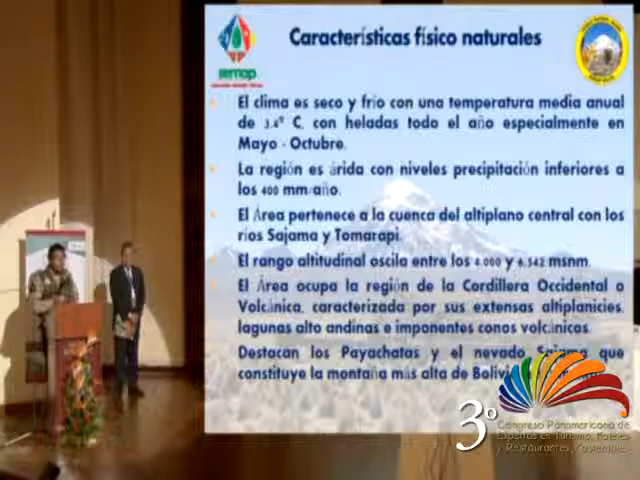 Características físico naturales
sernap
El clima es seco y frío con una temperatura media anual
de 3.4º C, con heladas todo el año especialmente en
Mayo - Octubre.
La región es árida con niveles precipitación inferiores a
los 400 mm/año.
El Área pertenece a la cuenca del altiplano central con los
ríos Sajama y Tomarapi.
El rango altitudinal oscila entre los 4.000 y 6.542 msnm.
El Área ocupa la región de la Cordillera Occidental o
Volcánica, caracterizada por sus extensas altiplanicies,
lagunas alto andinas e imponentes conos volcánicos.
Destacan los Payachatas y el nevado Sajama que
constituye la montaña más alta de
3º
Congreso Panamericano de
Expertos en Turismo, Hoteles
y Restaurantes Sostenibles